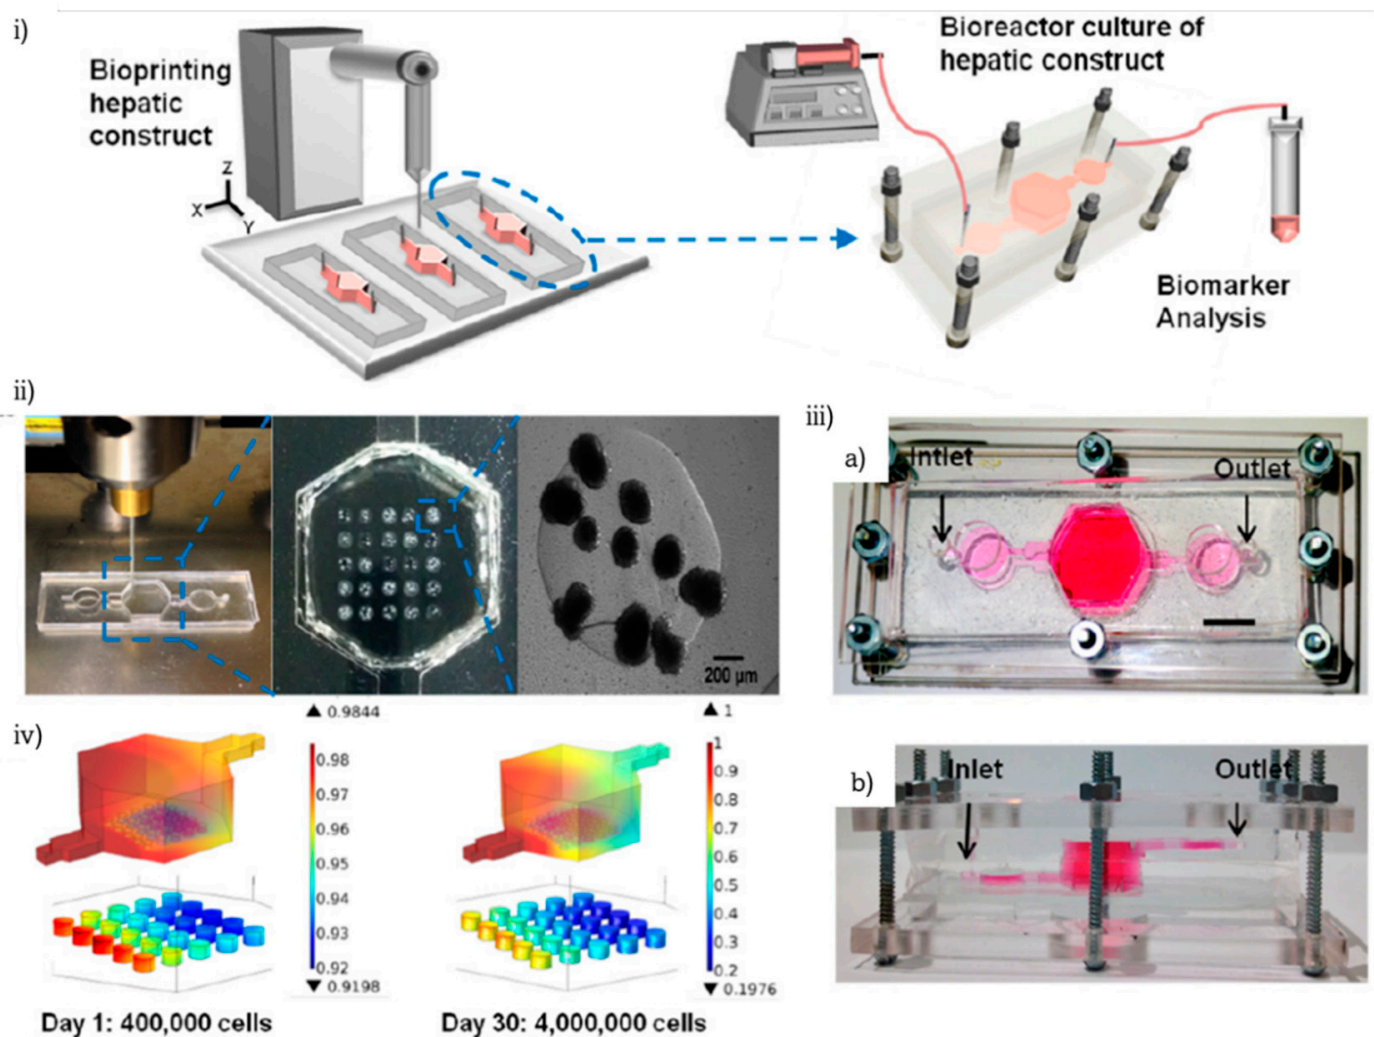 i)
Bioprinting
hepatic
construct
Z
X
Y
Bioreactor culture of
hepatic construct
Biomarker
Analysis
ii)
200 μm
iii)
a)
Intlet
Outlet
b)
Inlet
Outlet
iv)
▲ 0.9844
0.98
0.97
0.96
0.95
0.94
0.93
0.92
▼ 0.9198
Day 1: 400,000 cells
▲ 1
1
0.9
0.8
0.7
0.6
0.5
0.4
0.3
0.2
▼ 0.1976
Day 30: 4,000,000 cells